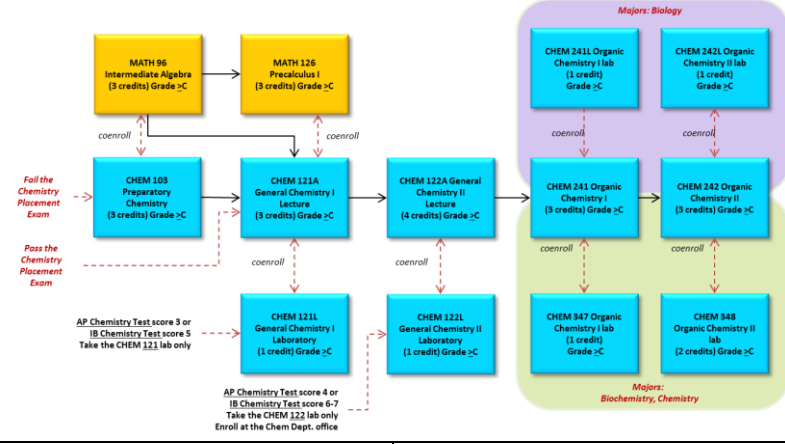 Majors: Biology
MATH 96
Intermediate Algebra
(3 credits) Grade ≥C
MATH 126
Precalculus I
(3 credits) Grade ≥C
CHEM 241L Organic
Chemistry I lab
(1 credit)
Grade ≥C
CHEM 242L Organic
Chemistry II lab
(1 credit)
Grade ≥C
coenroll
coenroll
coenroll
coenroll
Fail the
Chemistry
Placement
Exam
CHEM 103
Preparatory
Chemistry
(3 credits) Grade ≥C
CHEM 121A
General Chemistry I
Lecture
(3 credits) Grade ≥C
CHEM 122A General
Chemistry II
Lecture
(4 credits) Grade ≥C
CHEM 241 Organic
Chemistry I
(3 credits) Grade ≥C
CHEM 242 Organic
Chemistry II
(3 credits) Grade ≥C
Pass the
Chemistry
Placement
Exam
coenroll
coenroll
coenroll
coenroll
AP Chemistry Test score 3 or
IB Chemistry Test score 5
Take the CHEM 121 lab only
CHEM 121L
General Chemistry I
Laboratory
(1 credit) Grade ≥C
CHEM 122L
General Chemistry II
Laboratory
(1 credit) Grade ≥C
CHEM 347 Organic
Chemistry I lab
(1 credit)
Grade ≥C
CHEM 348
Organic Chemistry II
lab
(2 credits) Grade ≥C
AP Chemistry Test score 4 or
IB Chemistry Test score 6-7
Take the CHEM 122 lab only
Enroll at the Chem Dept. office
Majors:
Biochemistry, Chemistry